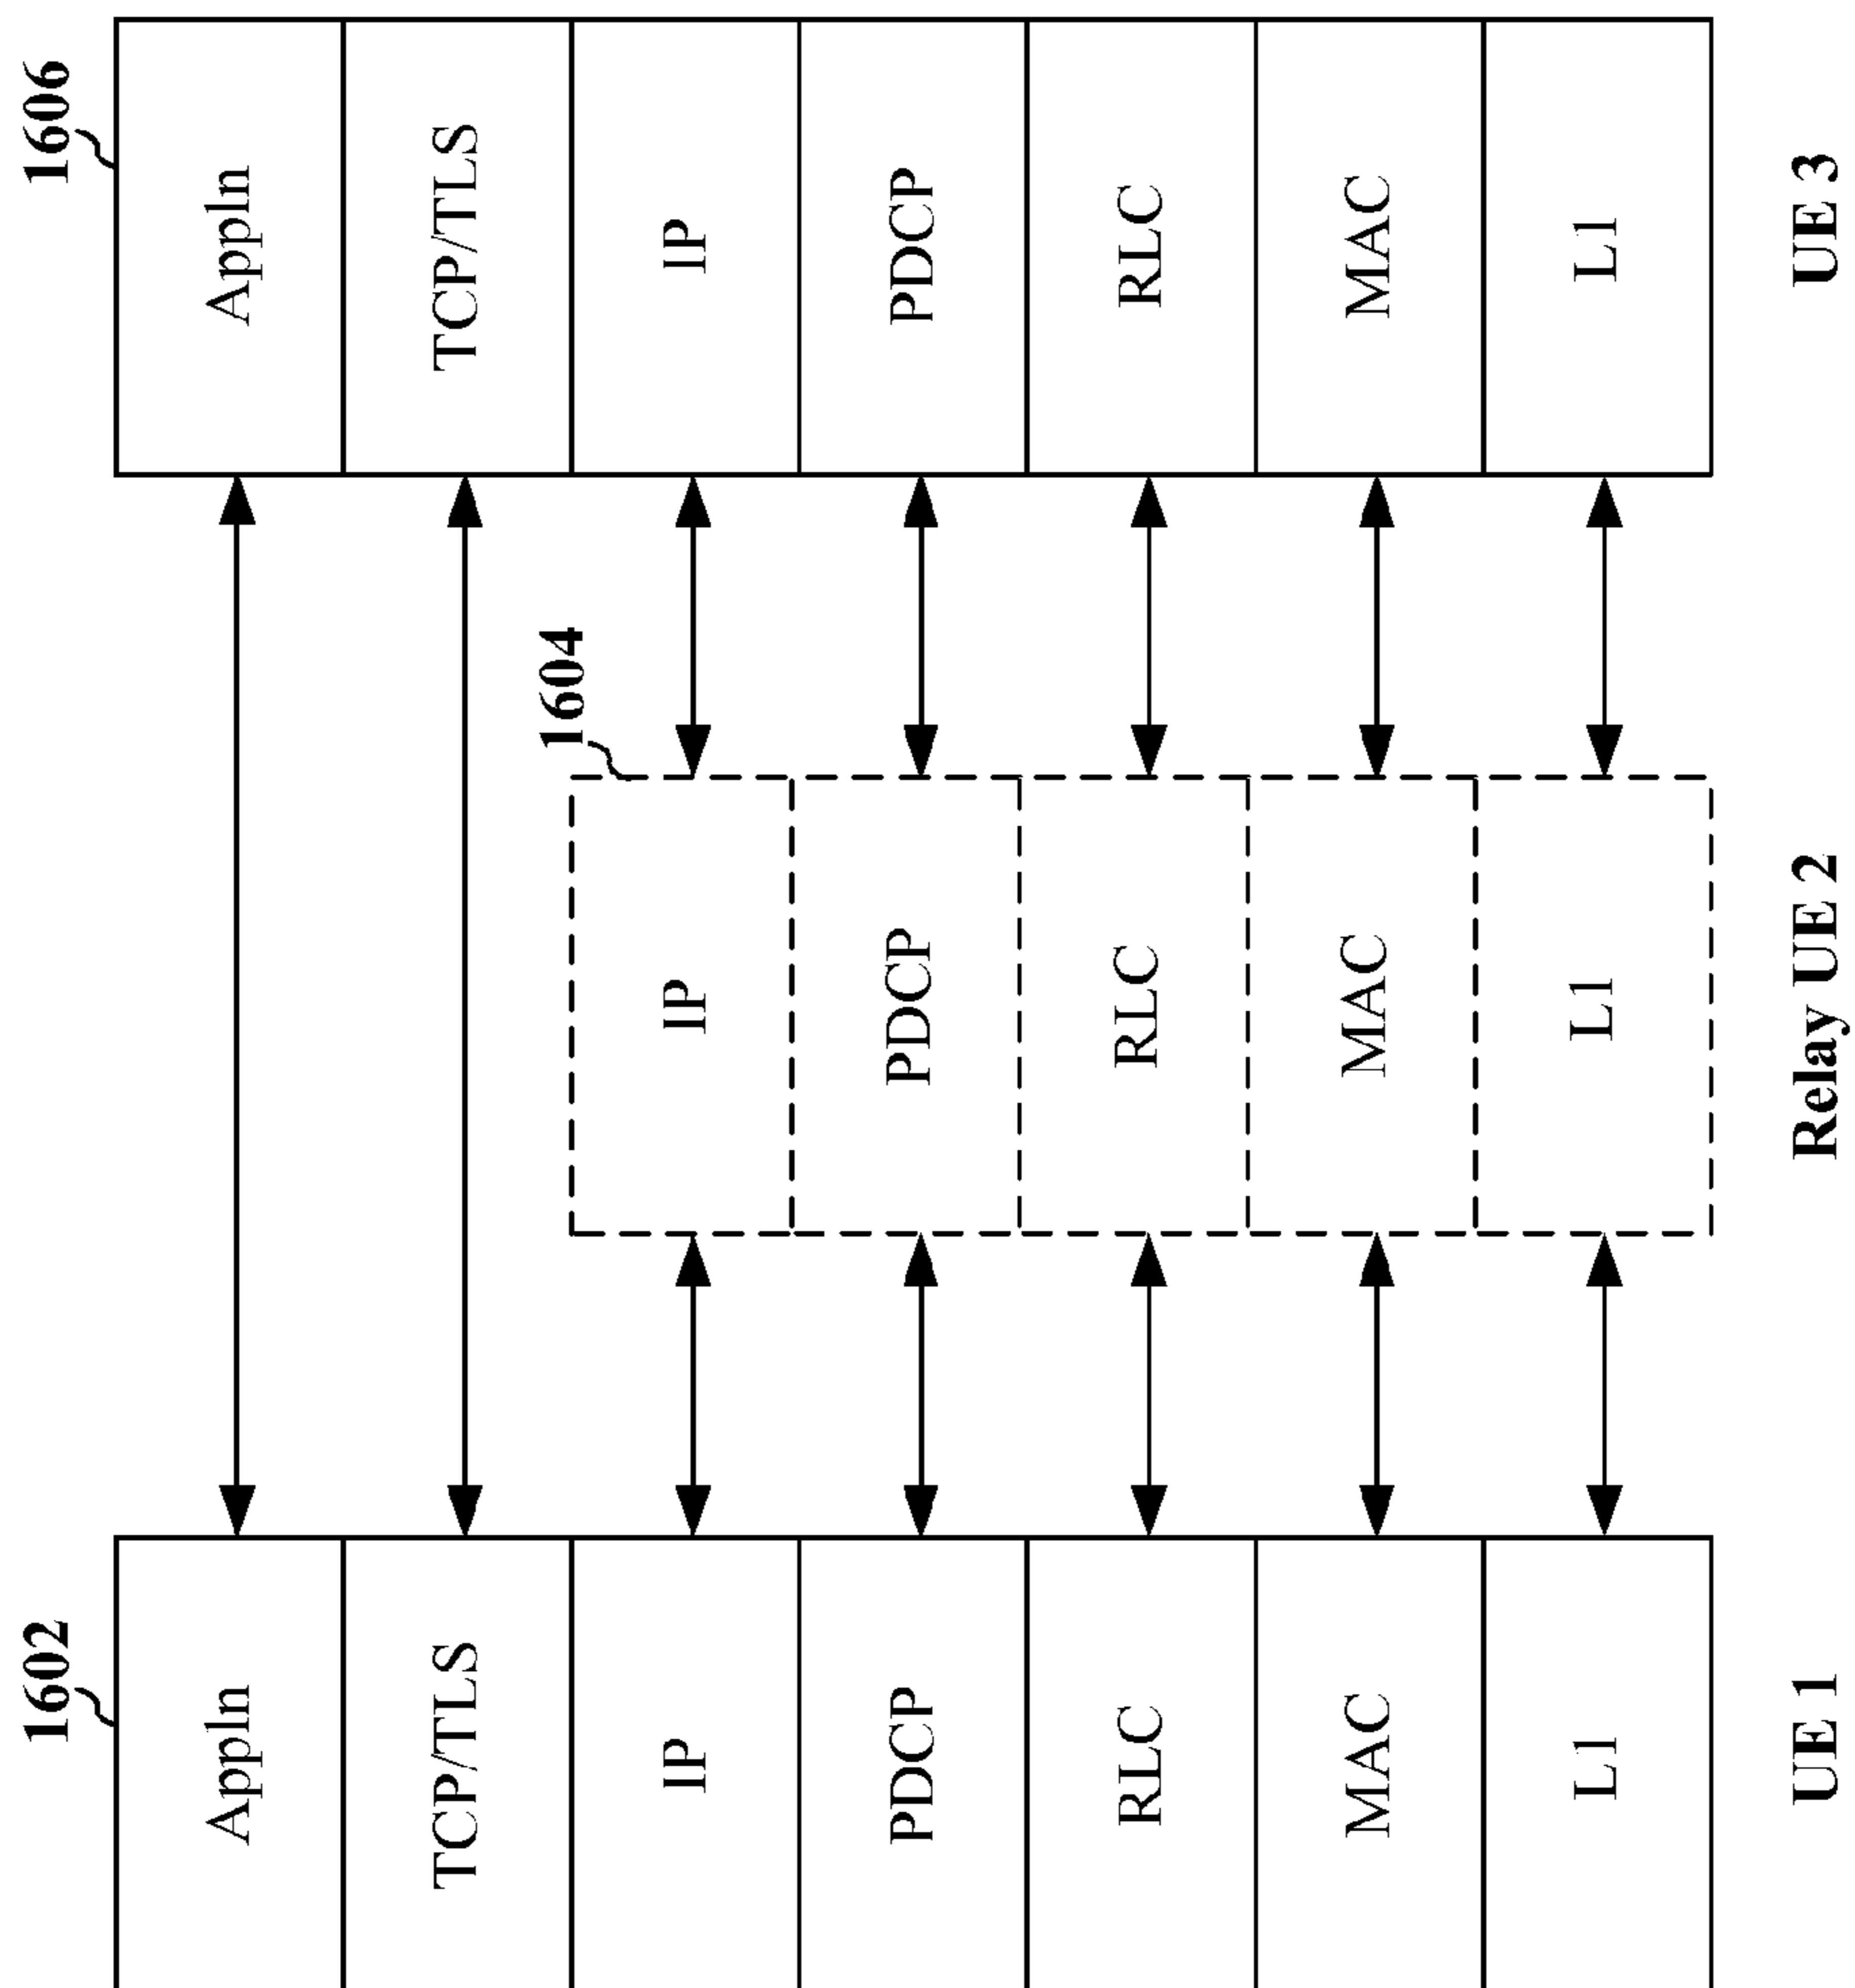 1602
Appln
TCP/TLS
IP
PDCP
RLC
MAC
L1
UE 1
1604
IP
PDCP
RLC
MAC
L1
Relay UE 2
1606
Appln
TCP/TLS
IP
PDCP
RLC
MAC
L1
UE 3